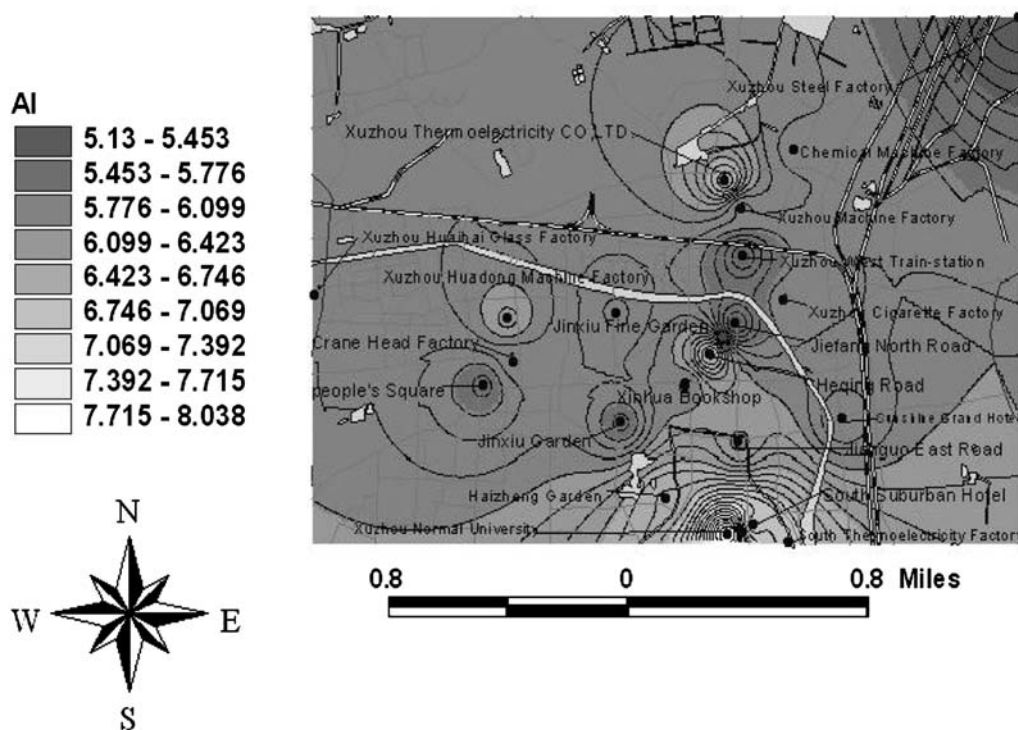 Al
5.13 - 5.453
5.453 - 5.776
5.776 - 6.099
6.099 - 6.423
6.423 - 6.746
6.746 - 7.069
7.069 - 7.392
7.392 - 7.715
7.715 - 8.038
Xuzhou Steel Factory
Xuzhou Thermoelectricity CO,LTD
Chemical Machine Factory
Xuzhou Machine Factory
Xuzhou Huaihai Glass Factory
Xuzhou West Train-station
Xuzhou Huadong Machine Factory
Xuzhou Cigarette Factory
Jinxiu Fine Garden
Crane Head Factory
Jiefang North Road
people's Square
Xinhua Bookshop
Heqing Road
Grand Hotel
Jinxiu Garden
Jianguo East Road
Haizheng Garden
South Suburban Hotel
Xuzhou Normal University
South Thermoelectricity Factory
N
W
E
S
0.8 0 0.8 Miles